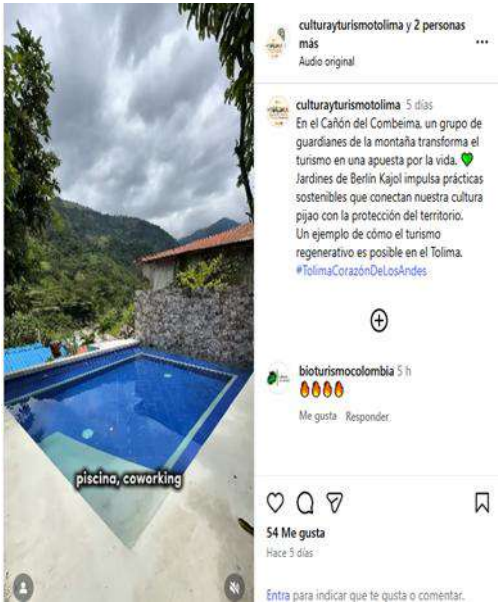 culturayturismotolima y 2 personas
más
Audio original
culturayturismotolima 5 días
En el Cañón del Combeima, un grupo de
guardianes de la montaña transforma el
turismo en una apuesta por la vida. 💚
Jardines de Berlín Kajol impulsa prácticas
sostenibles que conectan nuestra cultura
pijao con la protección del territorio.
Un ejemplo de cómo el turismo
regenerativo es posible en el Tolima.
#TolimaCorazónDeLosAndes
bioturismocolombia 5 h
🔥🔥🔥🔥
Me gusta Responder
piscina, coworking
54 Me gusta
Hace 5 días
Entra para indicar que te gusta o comentar.